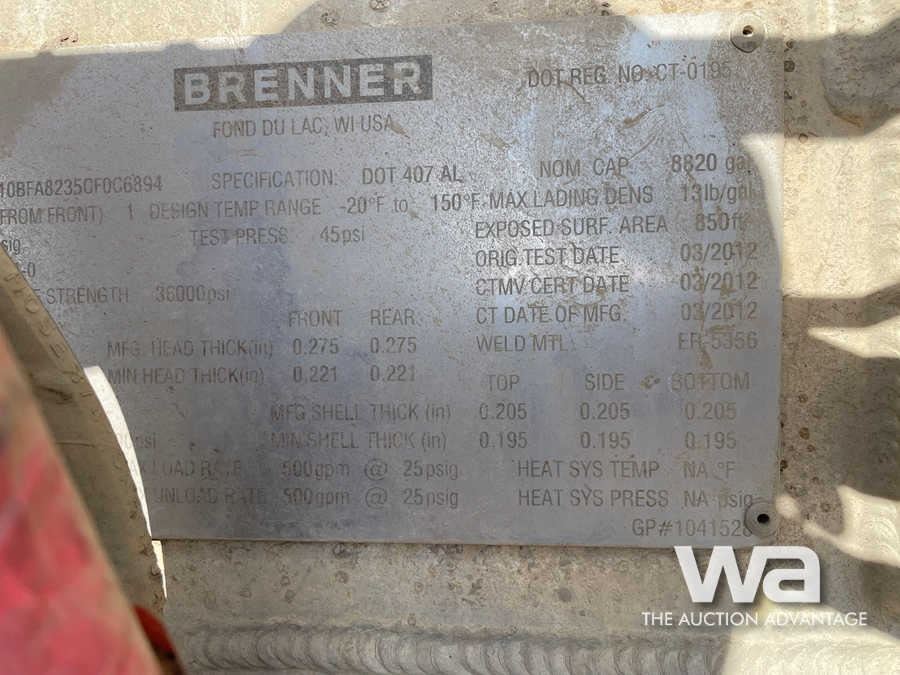 BRENNER
DOT REG. NO. CT-0195
FOND DU LAC, WI USA
10BFA8235CF0C6894 SPECIFICATION: DOT 407 AL NOM CAP 8820 gal
(FROM FRONT) 1 DESIGN TEMP RANGE -20°F to 150°F MAX LADING DENS 13lb/gal
sig TEST PRESS 45psi EXPOSED SURF. AREA 850ft²
-0 ORIG TEST DATE 03/2012
STRENGTH 36000psi CTMV CERT DATE 03/2012
FRONT REAR CT DATE OF MFG. 03/2012
MFG. HEAD THICK(in) 0.275 0.275 WELD MTL. ER-5356
MIN HEAD THICK(in) 0.221 0.221 TOP SIDE BOTTOM
MFG SHELL THICK (in) 0.205 0.205 0.205
psi MIN SHELL THICK (in) 0.195 0.195 0.195
LOAD RATE 500gpm @ 25psig HEAT SYS TEMP NA °F
UNLOAD RATE 500gpm @ 25psig HEAT SYS PRESS NA psig
GP#1041528
wa
THE AUCTION ADVANTAGE